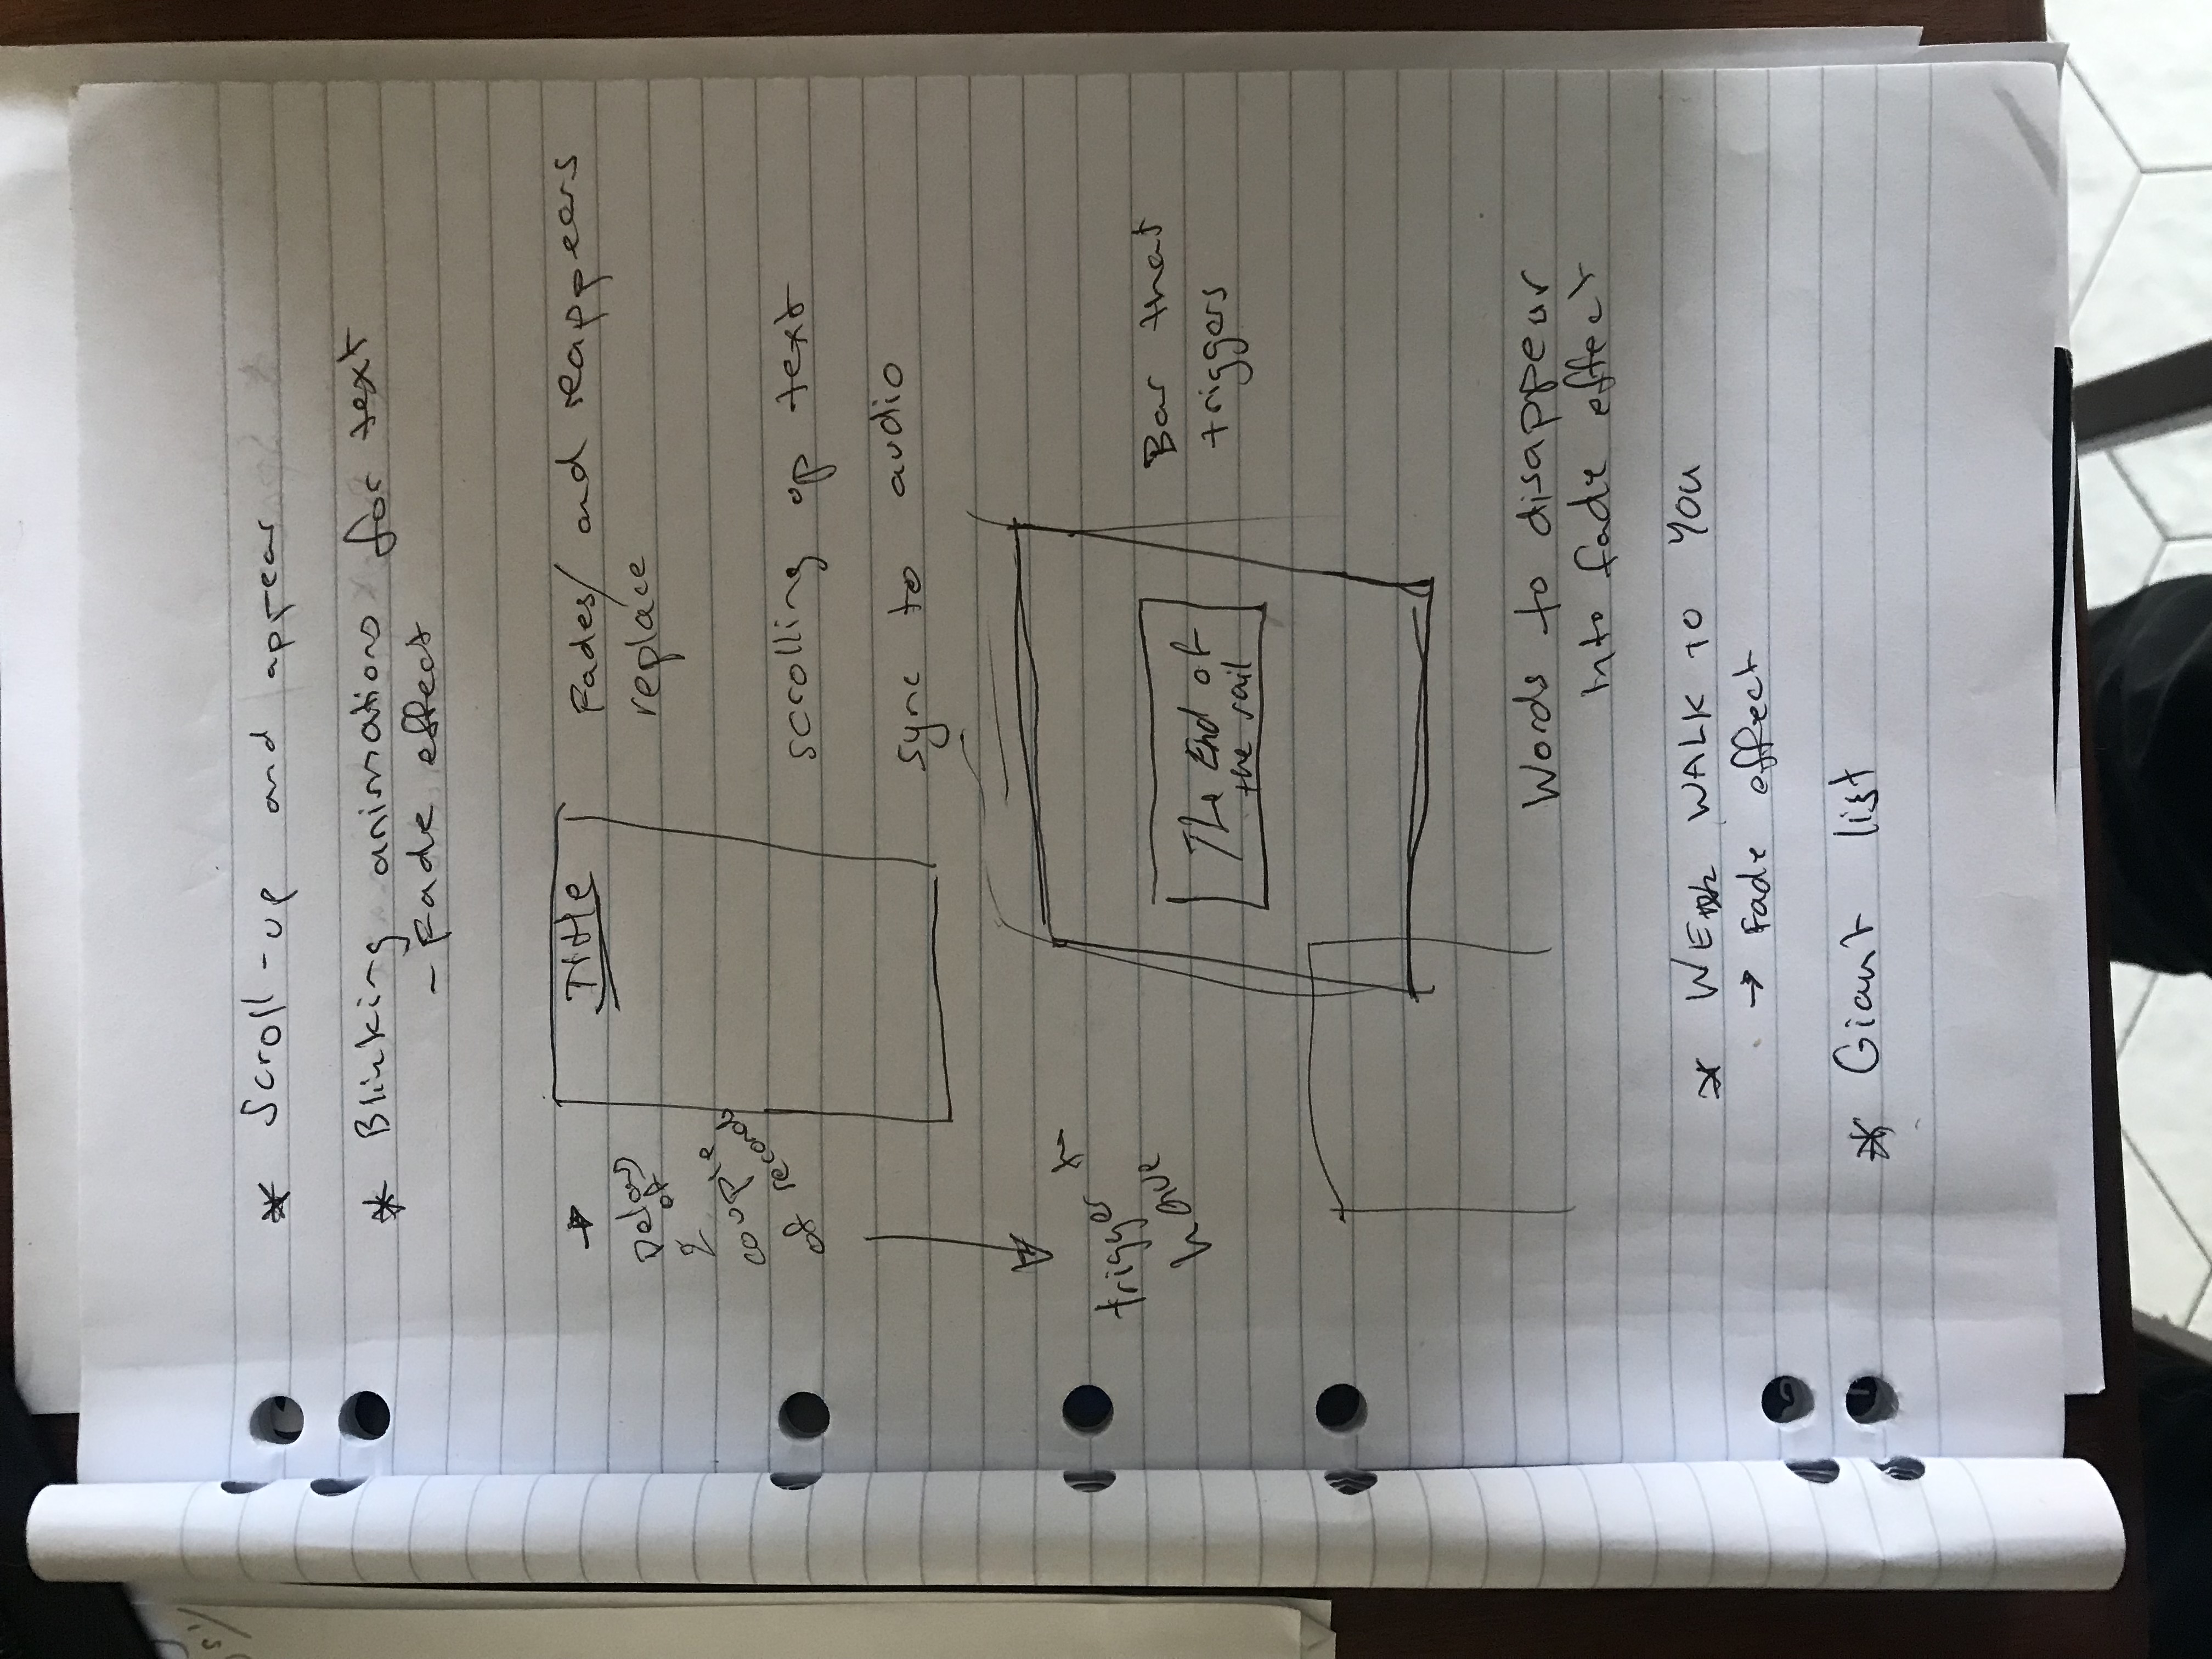 * Scroll-up and appear
* Blinking animations for text
- Fade effect
→
Delay
of
2
couple
of seconds
Title
Fades/ and reappears
replace
scrolling up text
sync to audio
trigger to
have
The End of
the sail
Bar that
triggers
Words to disappear
Into fade effect
* WE WALK TO YOU
→ Fade effect
* Giant list